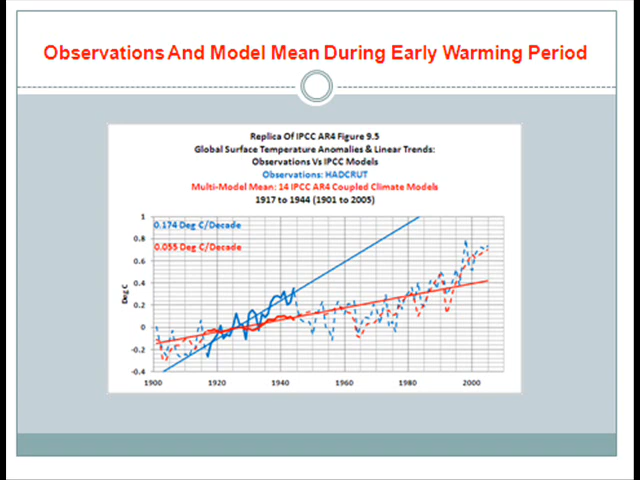 Observations And Model Mean During Early Warming Period
Replica Of IPCC AR4 Figure 9.5
Global Surface Temperature Anomalies & Linear Trends:
Observations Vs IPCC Models
Observations: HADCRUT
Multi-Model Mean: 14 IPCC AR4 Coupled Climate Models
1917 to 1944 (1901 to 2005)
0.174 Deg C/Decade
0.055 Deg C/Decade
Deg C
1
0.8
0.6
0.4
0.2
0
-0.2
-0.4
1900 1920 1940 1960 1980 2000